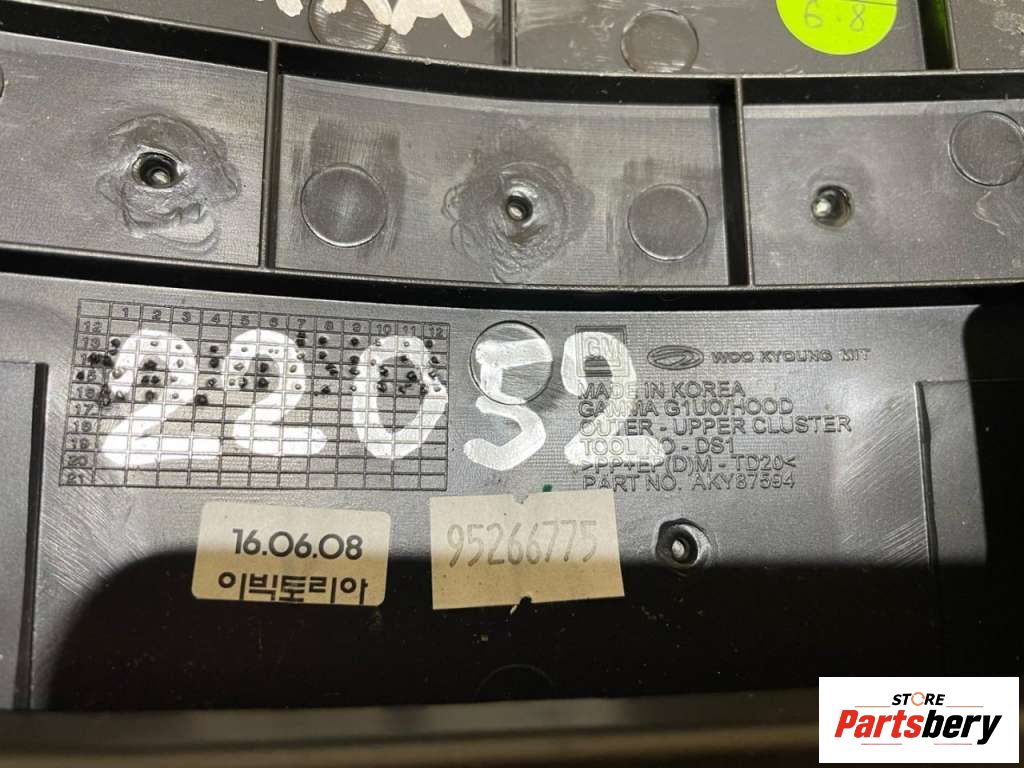 6 8
1 2 3 4 5 6 7 8 9 10 11 12
12
13
14
15
16
17
18
19
20
21
22059
GM WOO KYOUNG MIT
MADE IN KOREA
GAMMA G1UO/HOOD
OUTER - UPPER CLUSTER
TOOL NO - DS1
>PP+EP(D)M - TD20<
PART NO. AKY87594
16.06.08
이빅토리아
95266775
STORE
Partsbery